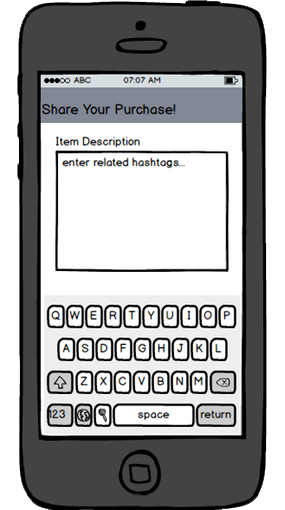 ABC 07:07 AM
Share Your Purchase!
Item Description
enter related hashtags...
Q W E R T Y U I O P
A S D F G H J K L
Z X C V B N M
123 space return